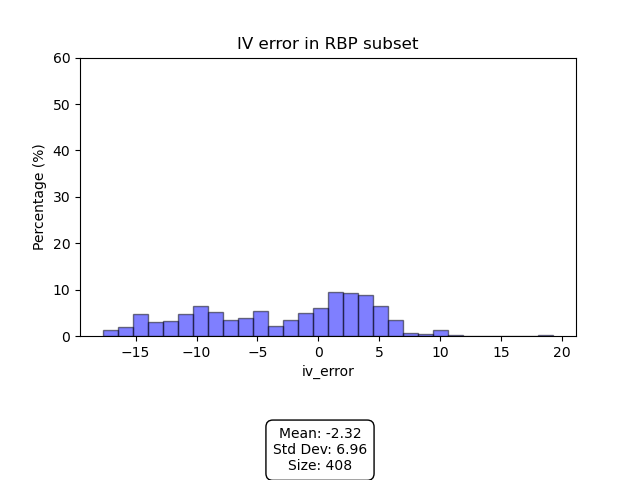 IV error in RBP subset
60
50
40
30
20
10
0
Percentage (%)
−15
−10
−5
0
5
10
15
20
iv_error
Mean: -2.32
Std Dev: 6.96
Size: 408